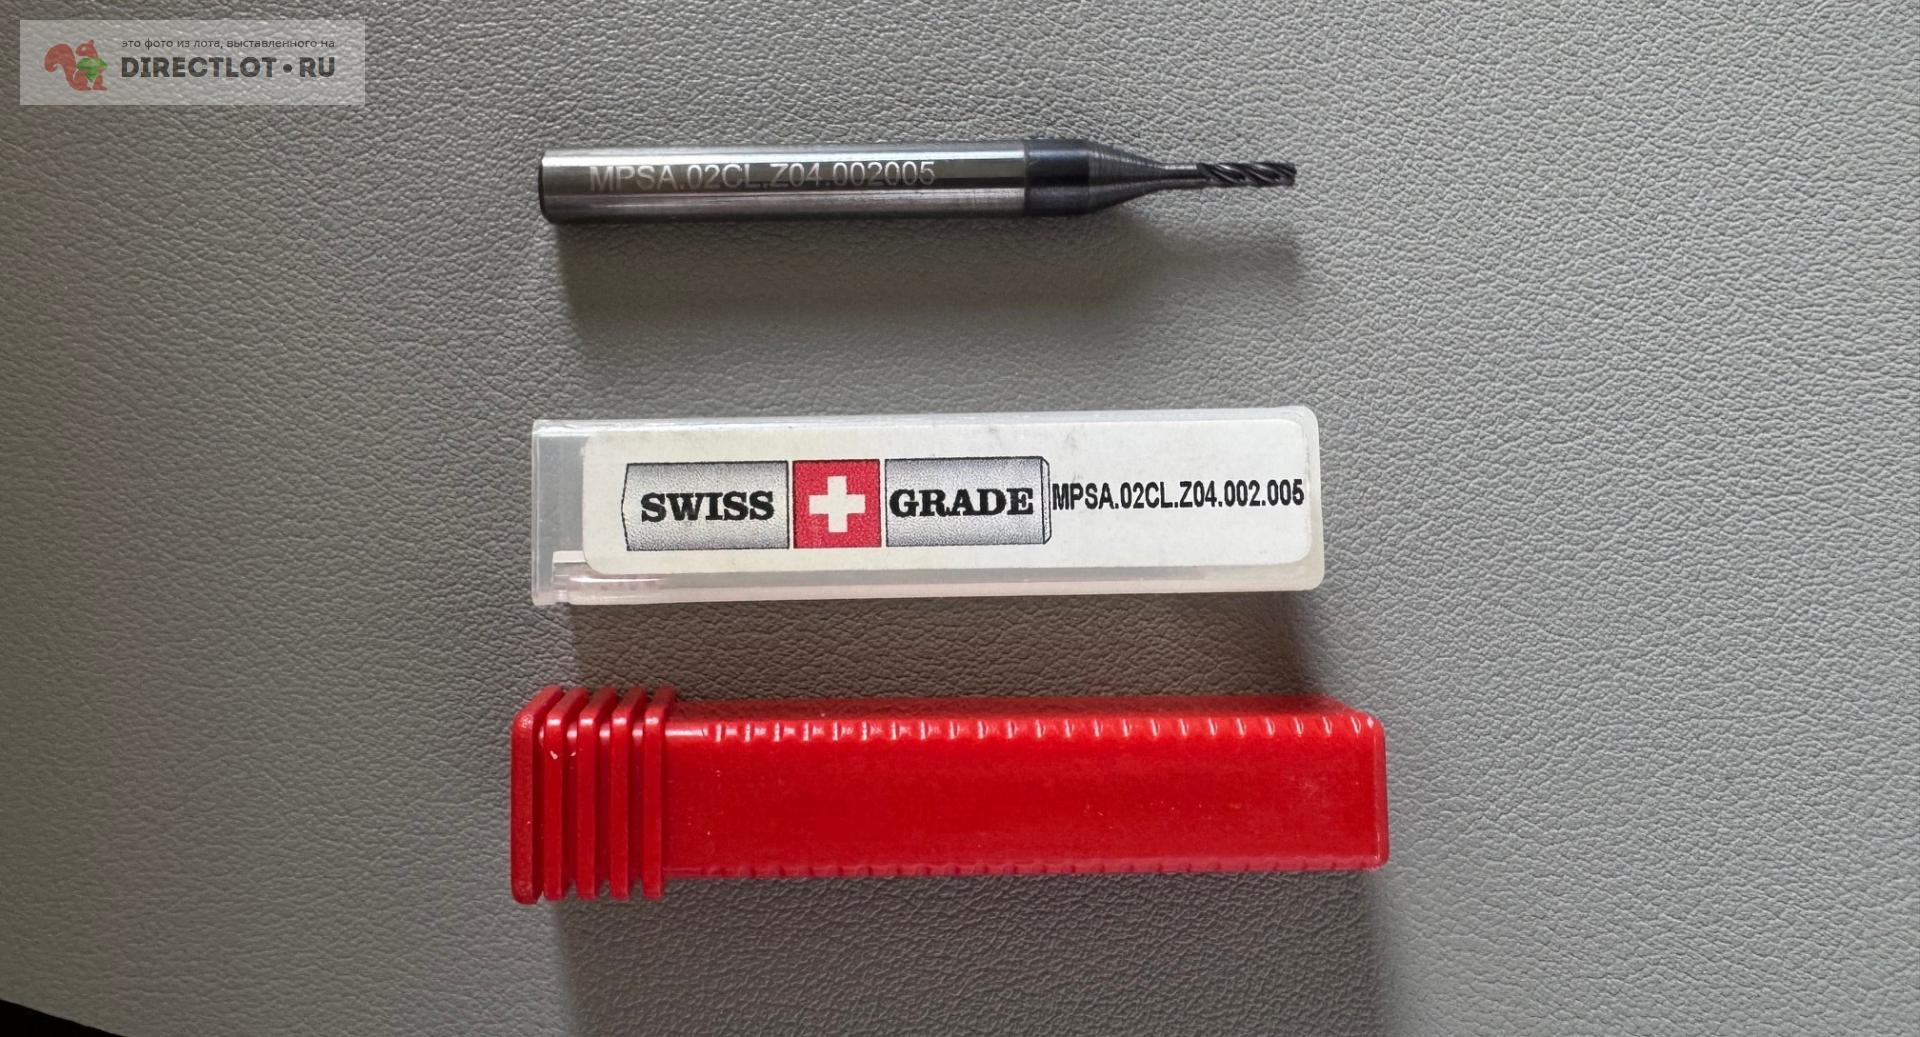 это фото из лота, выставленного на
DIRECTLOT•RU
MPSA.02CL.Z04.002005
SWISS GRADE MPSA.02CL.Z04.002.005